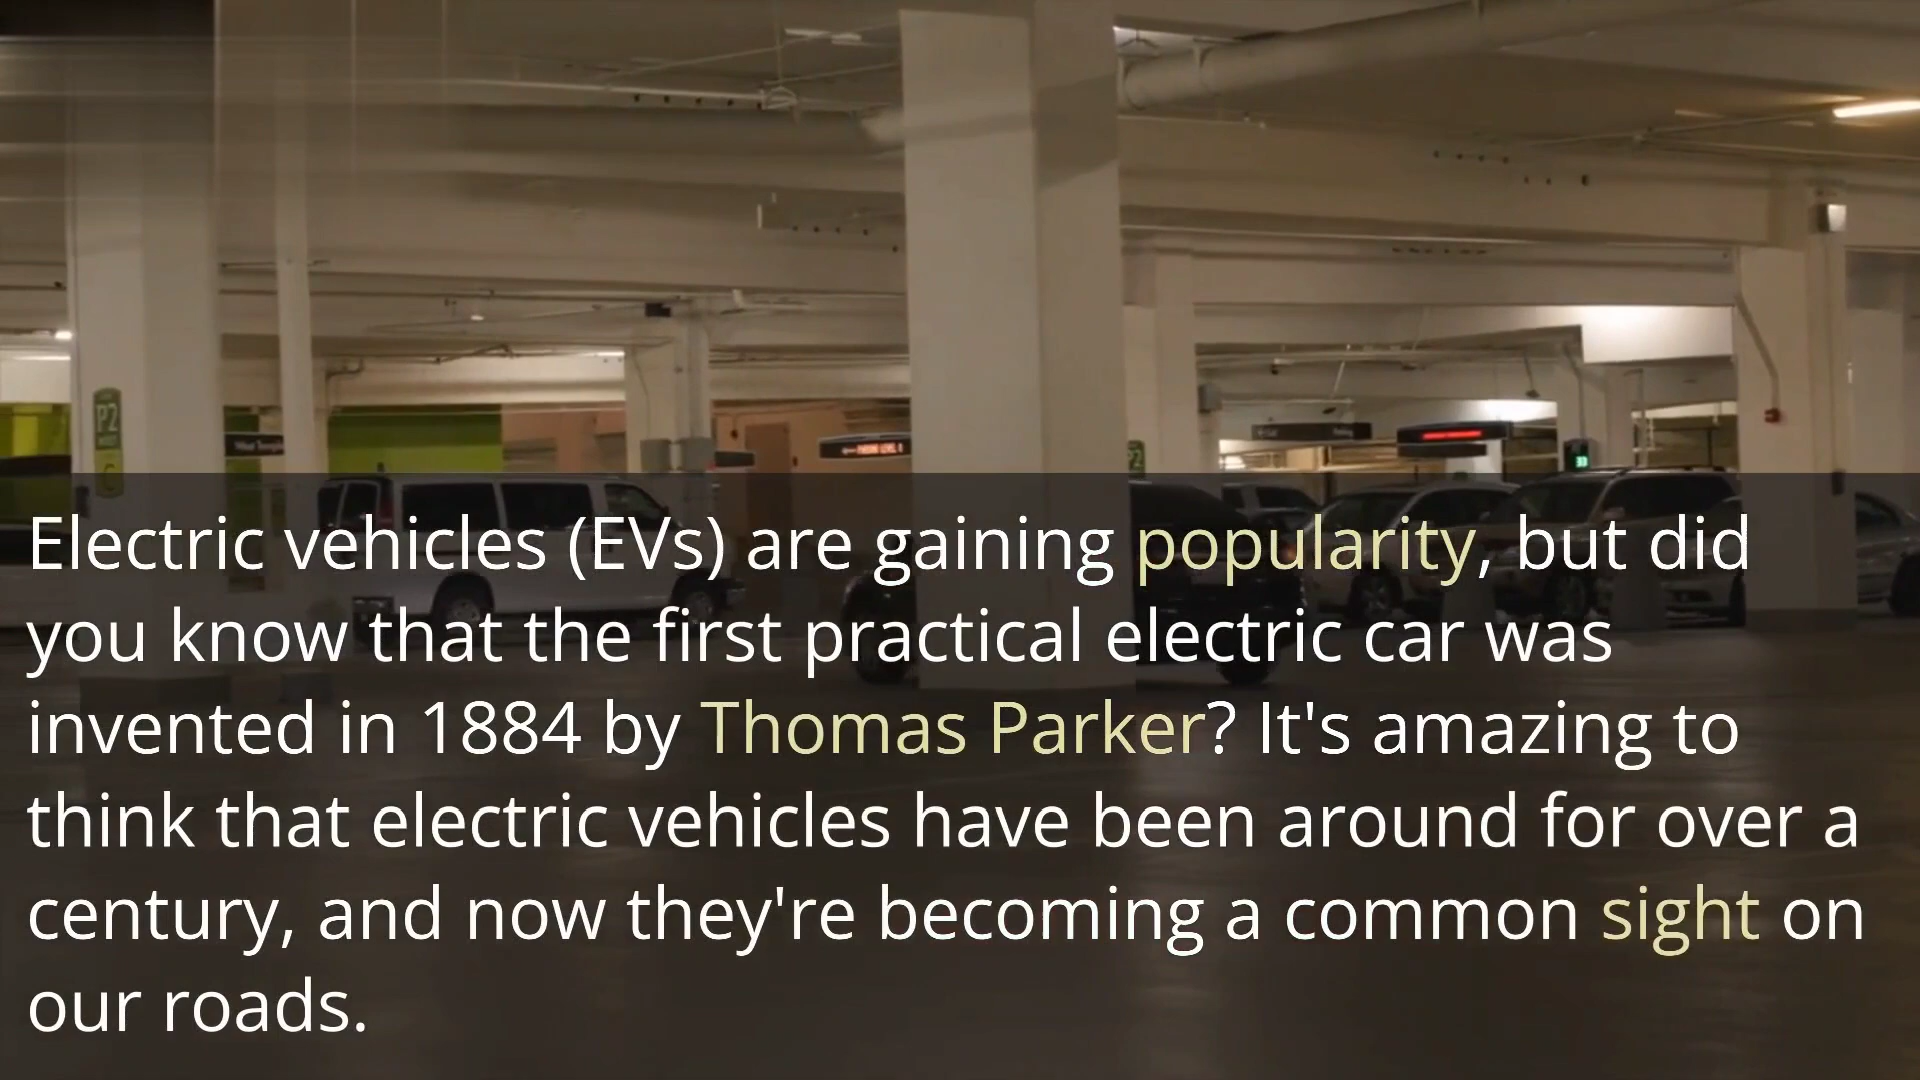 P2
C
P2
33
Electric vehicles (EVs) are gaining popularity, but did
you know that the first practical electric car was
invented in 1884 by Thomas Parker? It's amazing to
think that electric vehicles have been around for over a
century, and now they're becoming a common sight on
our roads.